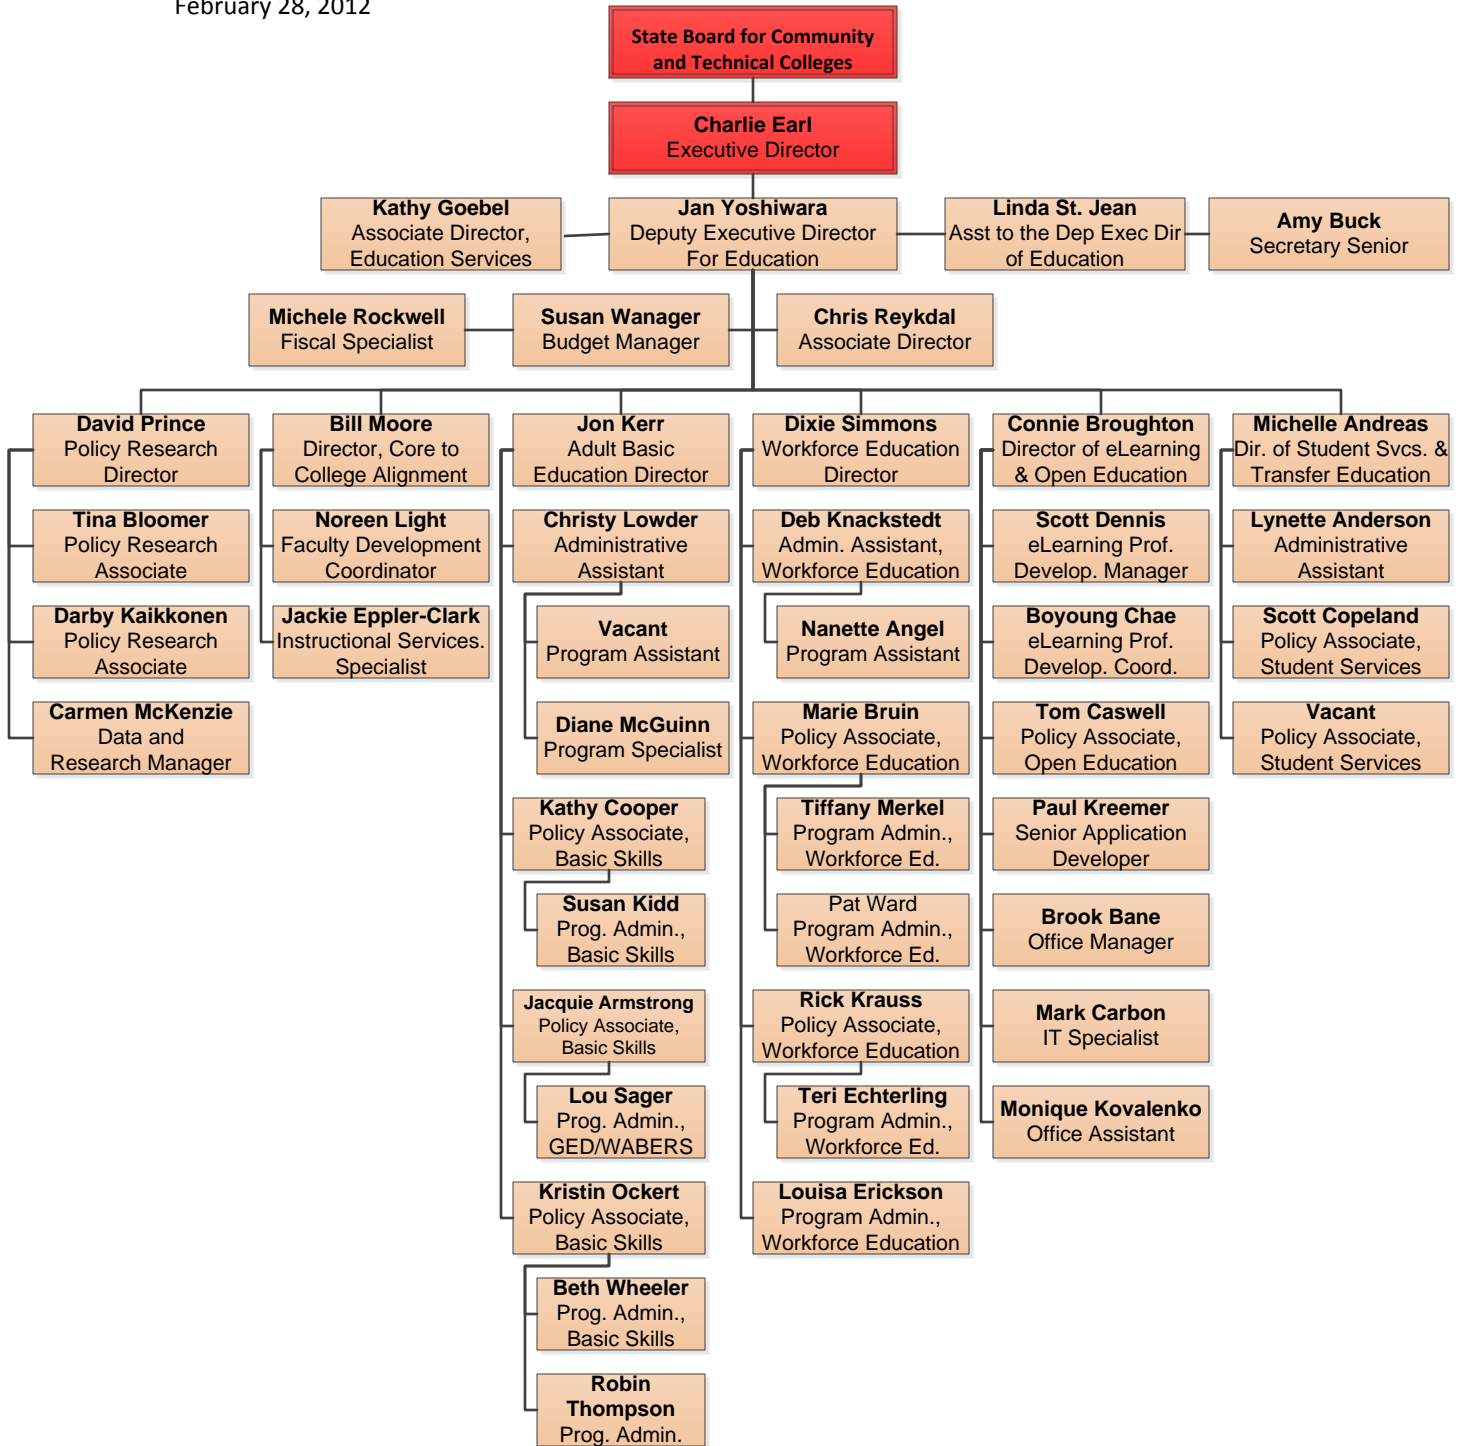 February 28, 2012
State Board for Community
and Technical Colleges
Charlie Earl
Executive Director
Kathy Goebel
Associate Director,
Education Services
Jan Yoshiwara
Deputy Executive Director
For Education
Linda St. Jean
Asst to the Dep Exec Dir
of Education
Amy Buck
Secretary Senior
Michele Rockwell
Fiscal Specialist
Susan Wanager
Budget Manager
Chris Reykdal
Associate Director
David Prince
Policy Research
Director
Tina Bloomer
Policy Research
Associate
Darby Kaikkonen
Policy Research
Associate
Carmen McKenzie
Data and
Research Manager
Bill Moore
Director, Core to
College Alignment
Noreen Light
Faculty Development
Coordinator
Jackie Eppler-Clark
Instructional Services.
Specialist
Jon Kerr
Adult Basic
Education Director
Christy Lowder
Administrative
Assistant
Vacant
Program Assistant
Diane McGuinn
Program Specialist
Kathy Cooper
Policy Associate,
Basic Skills
Susan Kidd
Prog. Admin.,
Basic Skills
Jacquie Armstrong
Policy Associate,
Basic Skills
Lou Sager
Prog. Admin.,
GED/WABERS
Kristin Ockert
Policy Associate,
Basic Skills
Beth Wheeler
Prog. Admin.,
Basic Skills
Robin
Thompson
Prog. Admin.
Dixie Simmons
Workforce Education
Director
Deb Knackstedt
Admin. Assistant,
Workforce Education
Nanette Angel
Program Assistant
Marie Bruin
Policy Associate,
Workforce Education
Tiffany Merkel
Program Admin.,
Workforce Ed.
Pat Ward
Program Admin.,
Workforce Ed.
Rick Krauss
Policy Associate,
Workforce Education
Teri Echterling
Program Admin.,
Workforce Ed.
Louisa Erickson
Program Admin.,
Workforce Education
Connie Broughton
Director of eLearning
& Open Education
Scott Dennis
eLearning Prof.
Develop. Manager
Boyoung Chae
eLearning Prof.
Develop. Coord.
Tom Caswell
Policy Associate,
Open Education
Paul Kreemer
Senior Application
Developer
Brook Bane
Office Manager
Mark Carbon
IT Specialist
Monique Kovalenko
Office Assistant
Michelle Andreas
Dir. of Student Svcs. &
Transfer Education
Lynette Anderson
Administrative
Assistant
Scott Copeland
Policy Associate,
Student Services
Vacant
Policy Associate,
Student Services